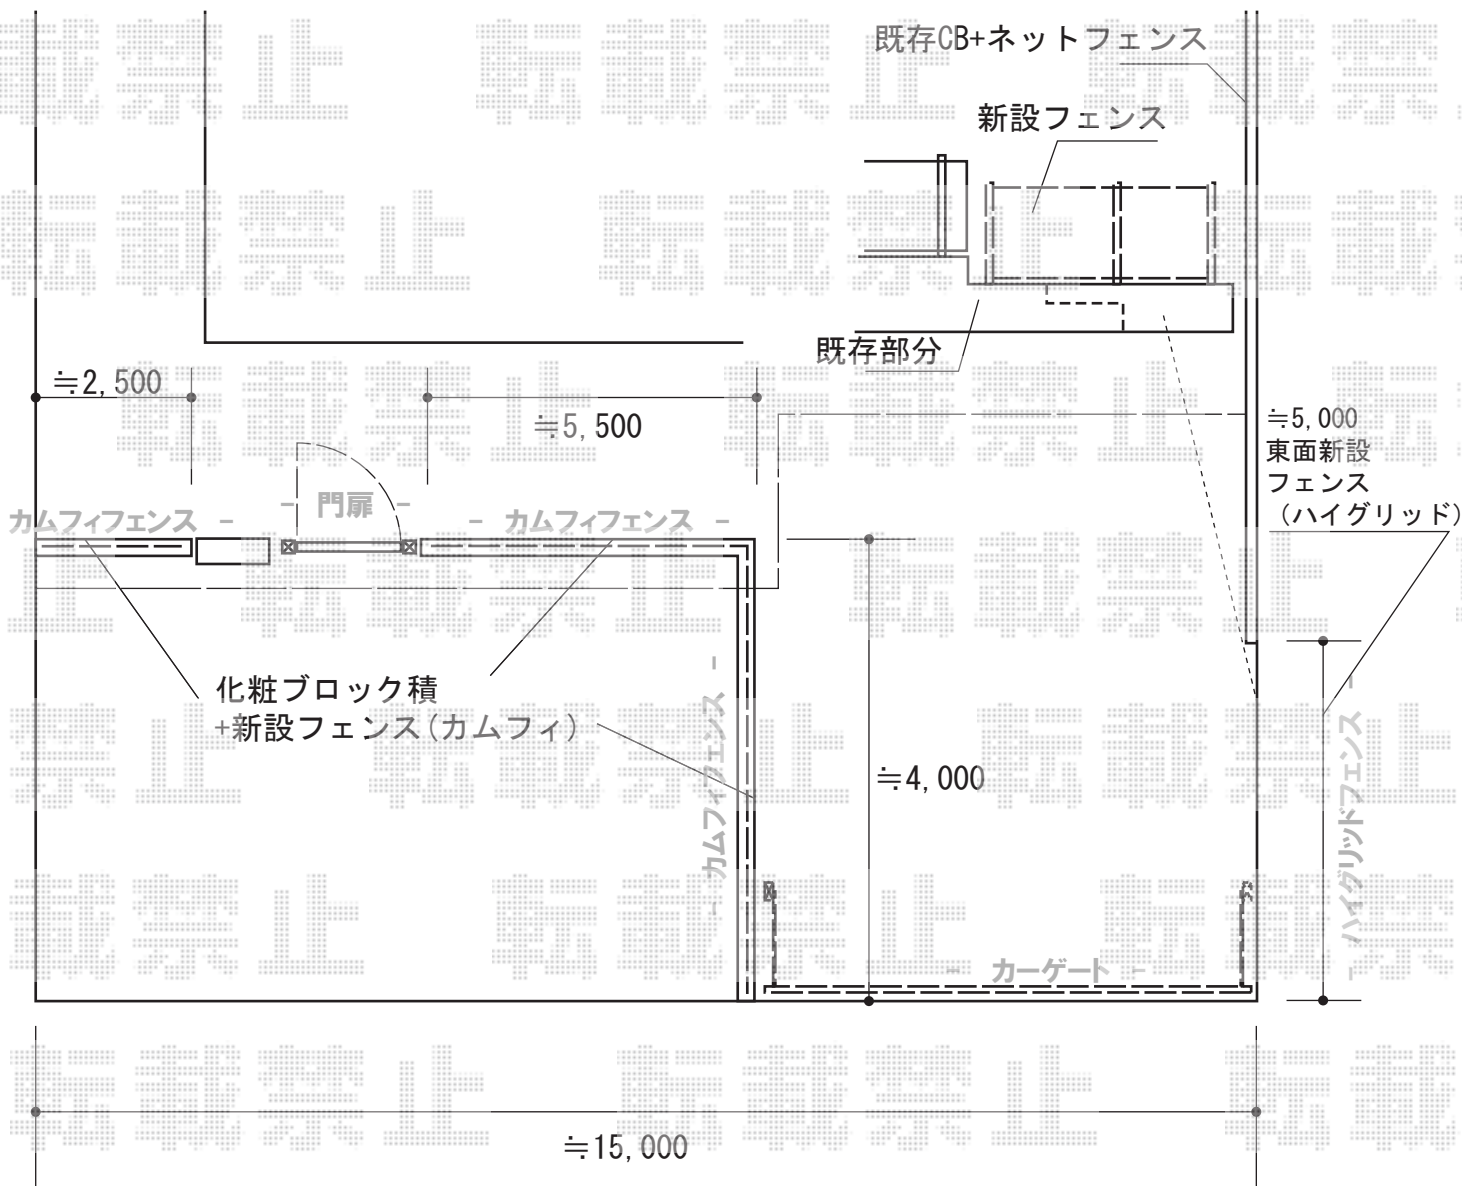 既存CB+ネットフェンス
新設フェンス
既存部分
≒2,500
≒5,500
≒5,000
東面新設
フェンス
(ハイグリッド)
- 門扉 -
カムフィフェンス -
- カムフィフェンス -
化粧ブロック積
+新設フェンス(カムフィ)
- カムフィフェンス -
≒4,000
- ハイグリッドフェンス -
- カーゲート -
≒15,000
転載禁止